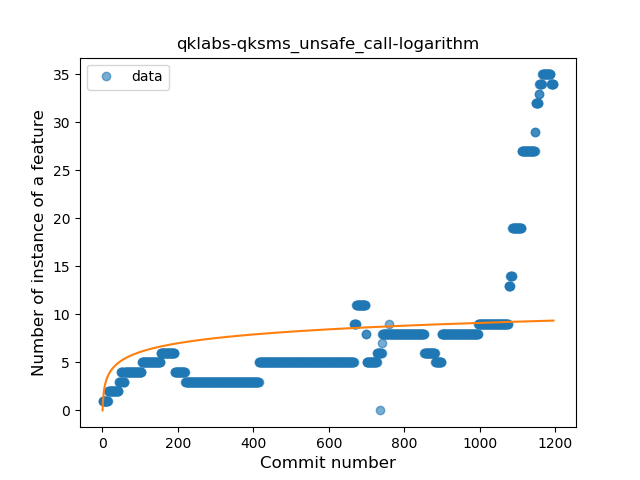 qklabs-qksms_unsafe_call-logarithm
data
Number of instance of a feature
35
30
25
20
15
10
5
0
0 200 400 600 800 1000 1200
Commit number